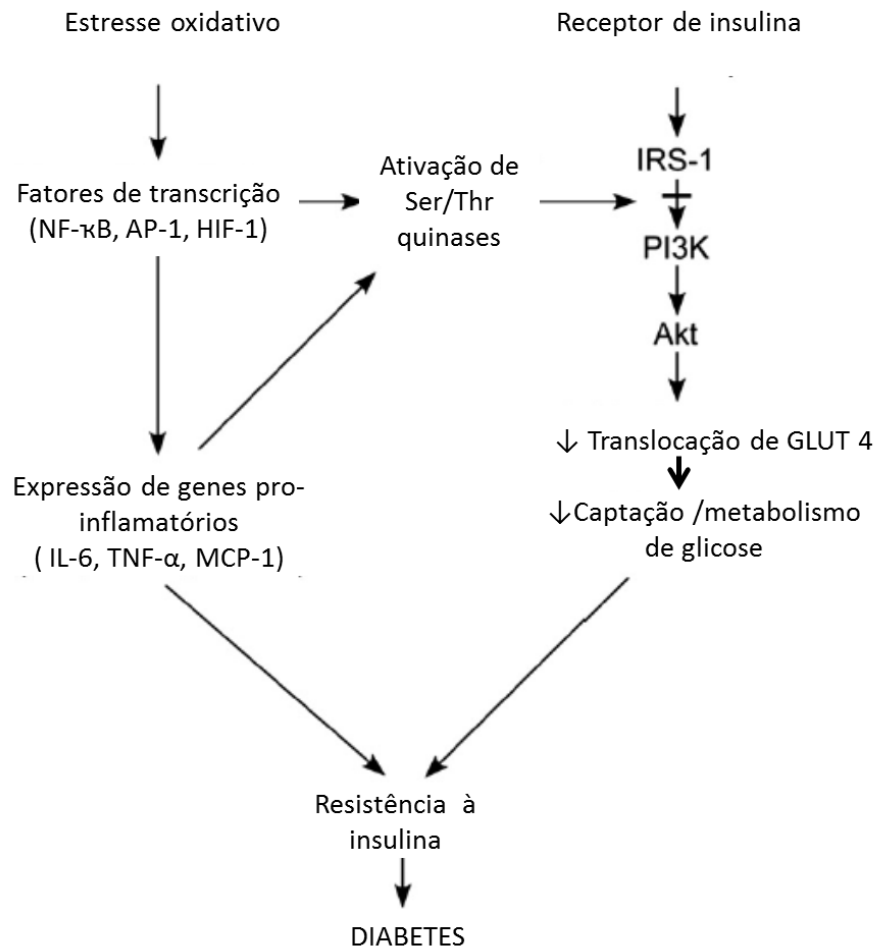 Estresse oxidativo
Receptor de insulina
Fatores de transcrição
(NF-κB, AP-1, HIF-1)
Ativação de
Ser/Thr
quinases
IRS-1
PI3K
Akt
↓ Translocação de GLUT 4
↓Captação /metabolismo
de glicose
Expressão de genes pro-
inflamatórios
( IL-6, TNF-α, MCP-1)
Resistência à
insulina
DIABETES